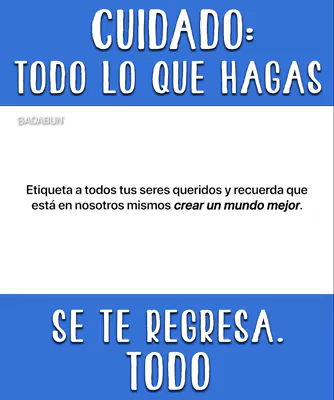 CUIDADO:
TODO LO QUE HAGAS
BADABUN
Etiqueta a todos tus seres queridos y recuerda que
está en nosotros mismos crear un mundo mejor.
SE TE REGRESA.
TODO